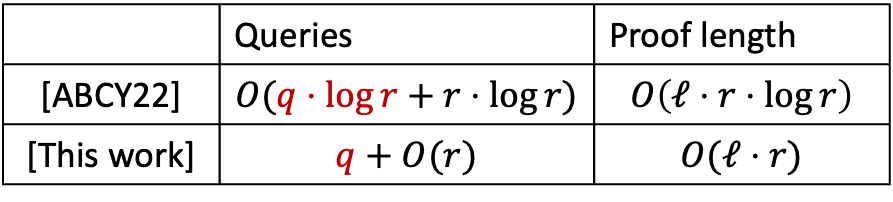 Queries Proof length
[ABCY22] O(q · log r + r · log r) O(ℓ · r · log r)
[This work] q + O(r) O(ℓ · r)